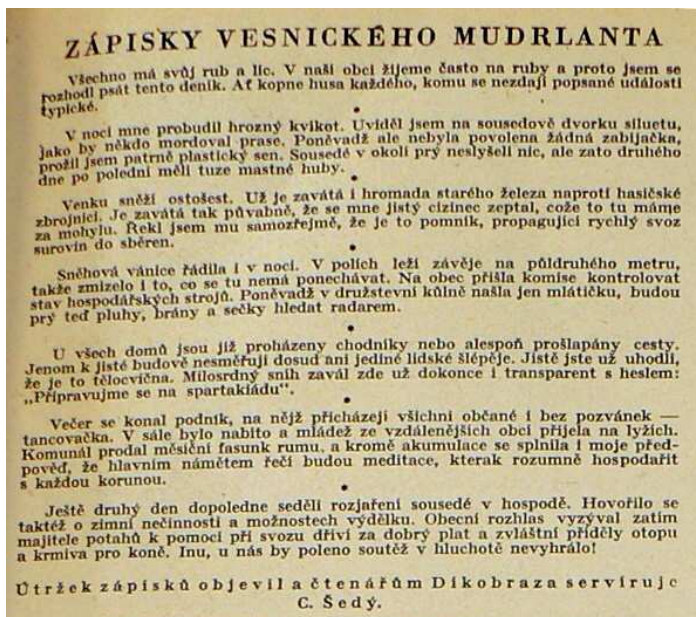 ZÁPISKY VESNICKÉHO MUDRLANTA
Všechno má svůj rub a líc. V naší obci žijeme často na ruby a proto jsem se
rozhodl psát tento deník. Ať kopne husa každého, komu se nezdají popsané události
typické.
•
V noci mne probudil hrozný kvikot. Uviděl jsem na sousedově dvorku siluetu,
jako by někdo mordoval prase. Poněvadž ale nebyla povolena žádná zabijačka,
prožil jsem patrně plastický sen. Sousedé v okolí prý neslyšeli nic, ale zato druhého
dne po poledni měli tuze mastné huby.
•
Venku sněží ostošest. Už je zavátá i hromada starého železa naproti hasičské
zbrojnici. Je zavátá tak půvabně, že se mne jistý cizinec zeptal, cože to tu máme
za mohylu. Řekl jsem mu samozřejmě, že je to pomník, propagující rychlý svoz
surovin do sběren.
•
Sněhová vánice řádila i v noci. V polích leží závěje na půldruhého metru,
takže zmizelo i to, co se tu nemá ponechávat. Na obec přišla komise kontrolovat
stav hospodářských strojů. Poněvadž v družstevní kůlně našla jen mlátičku, budou
prý teď pluhy, brány a sečky hledat radarem.
•
U všech domů jsou již proházeny chodníky nebo alespoň prošlapány cesty.
Jenom k jisté budově nesměřují dosud ani jediné lidské šlépěje. Jistě jste už uhodli,
že je to tělocvična. Milosrdný sníh zavál zde už dokonce i transparent s heslem:
„Připravujme se na spartakiádu“.
•
Večer se konal podnik, na nějž přicházejí všichni občané i bez pozvánek —
tancovačka. V sále bylo nabito a mládež ze vzdálenějších obcí přijela na lyžích.
Komunál prodal měsíční fasunk rumu, a kromě akumulace se splnila i moje před-
pověď, že hlavním námětem řečí budou meditace, kterak rozumně hospodařit
s každou korunou.
•
Ještě druhý den dopoledne seděli rozjaření sousedé v hospodě. Hovořilo se
taktéž o zimní nečinnosti a možnostech výdělku. Obecní rozhlas vyzýval zatím
majitele potahů k pomoci při svozu dříví za dobrý plat a zvláštní příděly otopu
a krmiva pro koně. Inu, u nás by poleno soutěž v hluchotě nevyhrálo!
Útržek zápisků objevil a čtenářům Dikobraza servíruje
C. Šedý.